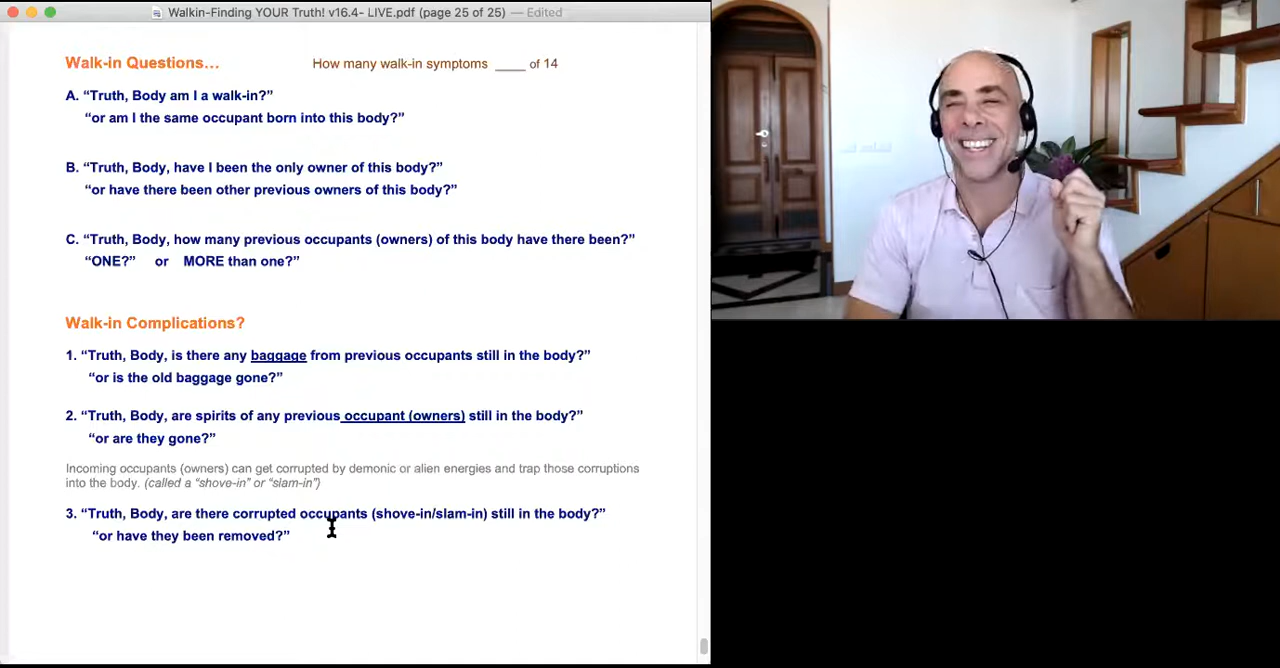 Walkin-Finding YOUR Truth! v16.4- LIVE.pdf (page 25 of 25) — Edited
Walk-in Questions… How many walk-in symptoms ____ of 14
A. “Truth, Body am I a walk-in?”
“or am I the same occupant born into this body?”
B. “Truth, Body, have I been the only owner of this body?”
“or have there been other previous owners of this body?”
C. “Truth, Body, how many previous occupants (owners) of this body have there been?”
“ONE?” or MORE than one?”
Walk-in Complications?
1. “Truth, Body, is there any baggage from previous occupants still in the body?”
“or is the old baggage gone?”
2. “Truth, Body, are spirits of any previous occupant (owners) still in the body?”
“or are they gone?”
Incoming occupants (owners) can get corrupted by demonic or alien energies and trap those corruptions
into the body. (called a “shove-in” or “slam-in”)
3. “Truth, Body, are there corrupted occupants (shove-in/slam-in) still in the body?”
“or have they been removed?”